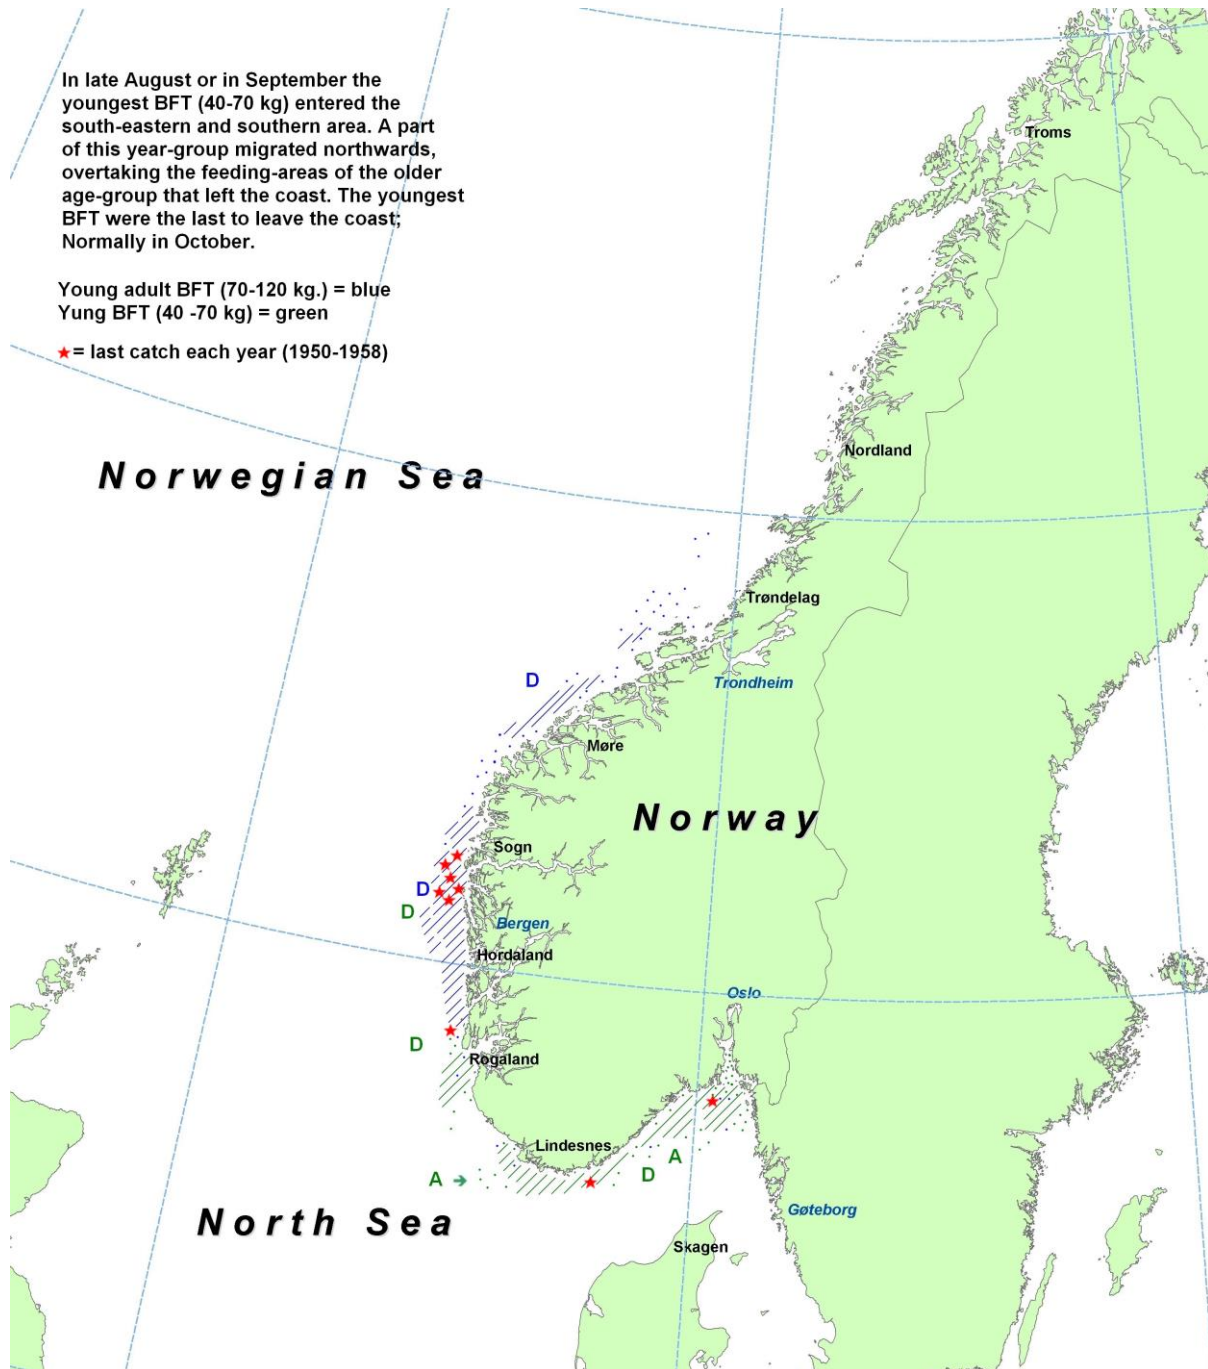 In late August or in September the
youngest BFT (40-70 kg) entered the
south-eastern and southern area. A part
of this year-group migrated northwards,
overtaking the feeding-areas of the older
age-group that left the coast. The youngest
BFT were the last to leave the coast;
Normally in October.
Young adult BFT (70-120 kg.) = blue
Yung BFT (40 -70 kg) = green
= last catch each year (1950-1958)
Troms
Nordland
Norwegian Sea
Trøndelag
D
Trondheim
Møre
Norway
Sogn
D
D
Bergen
Hordaland
Oslo
D
Rogaland
Lindesnes
A
D
A
Gøteborg
North Sea
Skagen